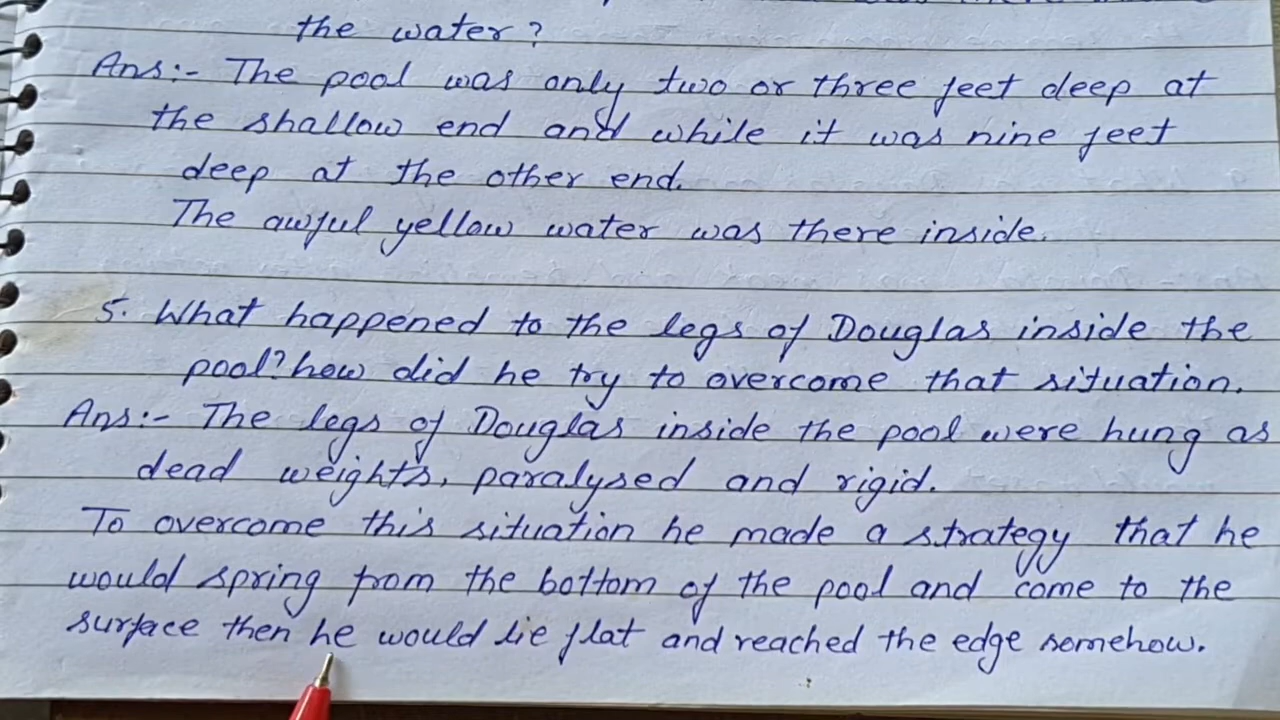 the water?
Ans:- The pool was only two or three feet deep at
the shallow end and while it was nine feet
deep at the other end.
The awful yellow water was there inside.
5. What happened to the legs of Douglas inside the
pool? how did he try to overcome that situation.
Ans:- The legs of Douglas inside the pool were hung as
dead weights, paralysed and rigid.
To overcome this situation he made a strategy that he
would spring from the bottom of the pool and come to the
surface then he would lie flat and reached the edge somehow.